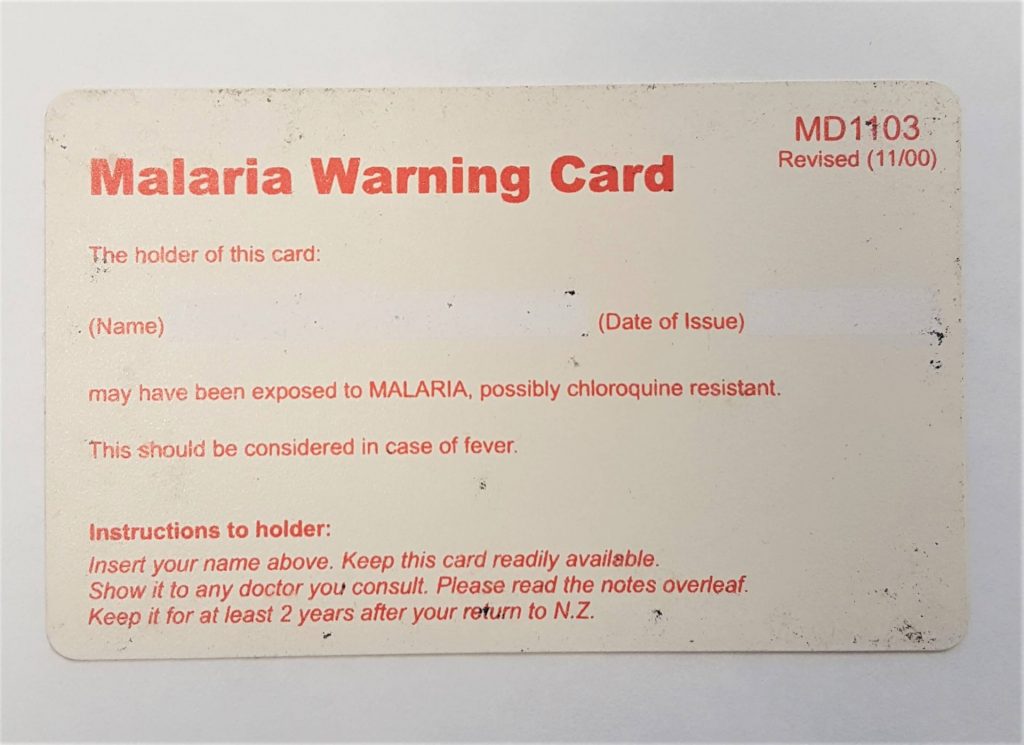 MD1103
Revised (11/00)
Malaria Warning Card
The holder of this card:
(Name) (Date of Issue)
may have been exposed to MALARIA, possibly chloroquine resistant.
This should be considered in case of fever.
Instructions to holder:
Insert your name above. Keep this card readily available.
Show it to any doctor you consult. Please read the notes overleaf.
Keep it for at least 2 years after your return to N.Z.